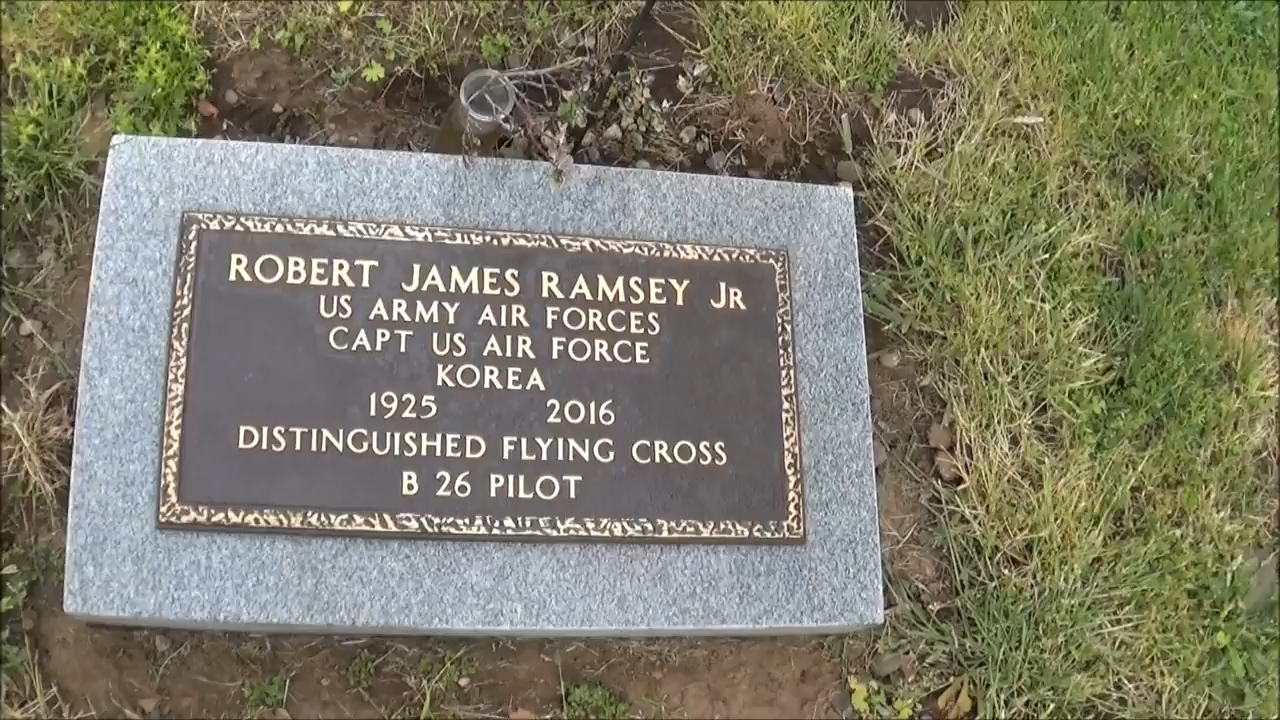 ROBERT JAMES RAMSEY JR
US ARMY AIR FORCES
CAPT US AIR FORCE
KOREA
1925 2016
DISTINGUISHED FLYING CROSS
B 26 PILOT